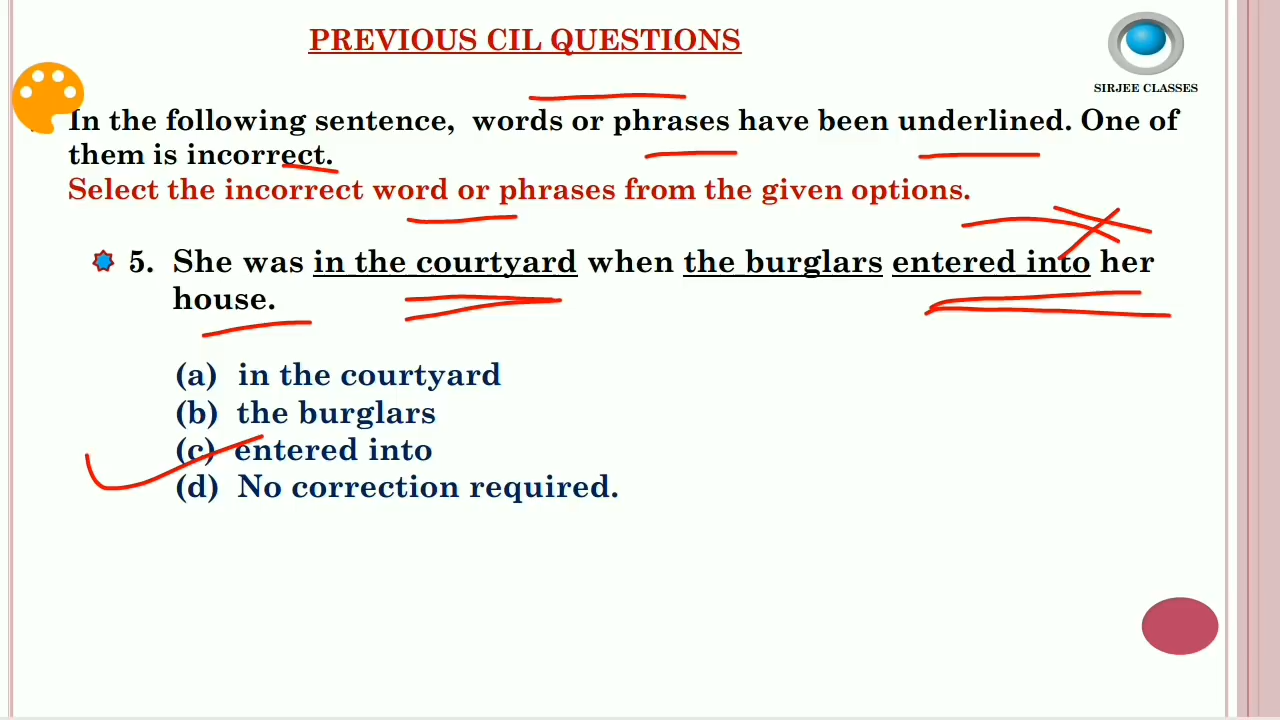 PREVIOUS CIL QUESTIONS
SIRJEE CLASSES
In the following sentence, words or phrases have been underlined. One of
them is incorrect.
Select the incorrect word or phrases from the given options.
5. She was in the courtyard when the burglars entered into her
house.
(a) in the courtyard
(b) the burglars
(c) entered into
(d) No correction required.